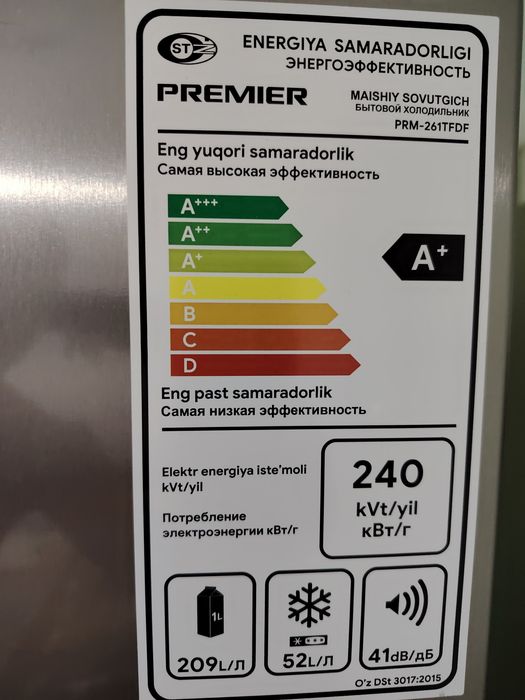 ST
ENERGIYA SAMARADORLIGI
ЭНЕРГОЭФФЕКТИВНОСТЬ
PREMIER
MAISHIY SOVUTGICH
БЫТОВОЙ ХОЛОДИЛЬНИК
PRM-261TFDF
Eng yuqori samaradorlik
Самая высокая эффективность
A+++
A++
A+
A+
A
B
C
D
Eng past samaradorlik
Самая низкая эффективность
Elektr energiya iste'moli
kVt/yil
Потребление
электроэнергии кВт/г
240
kVt/yil
кВт/г
1L
209L/Л
52L/Л
41dB/дБ
O'z DSt 3017:2015